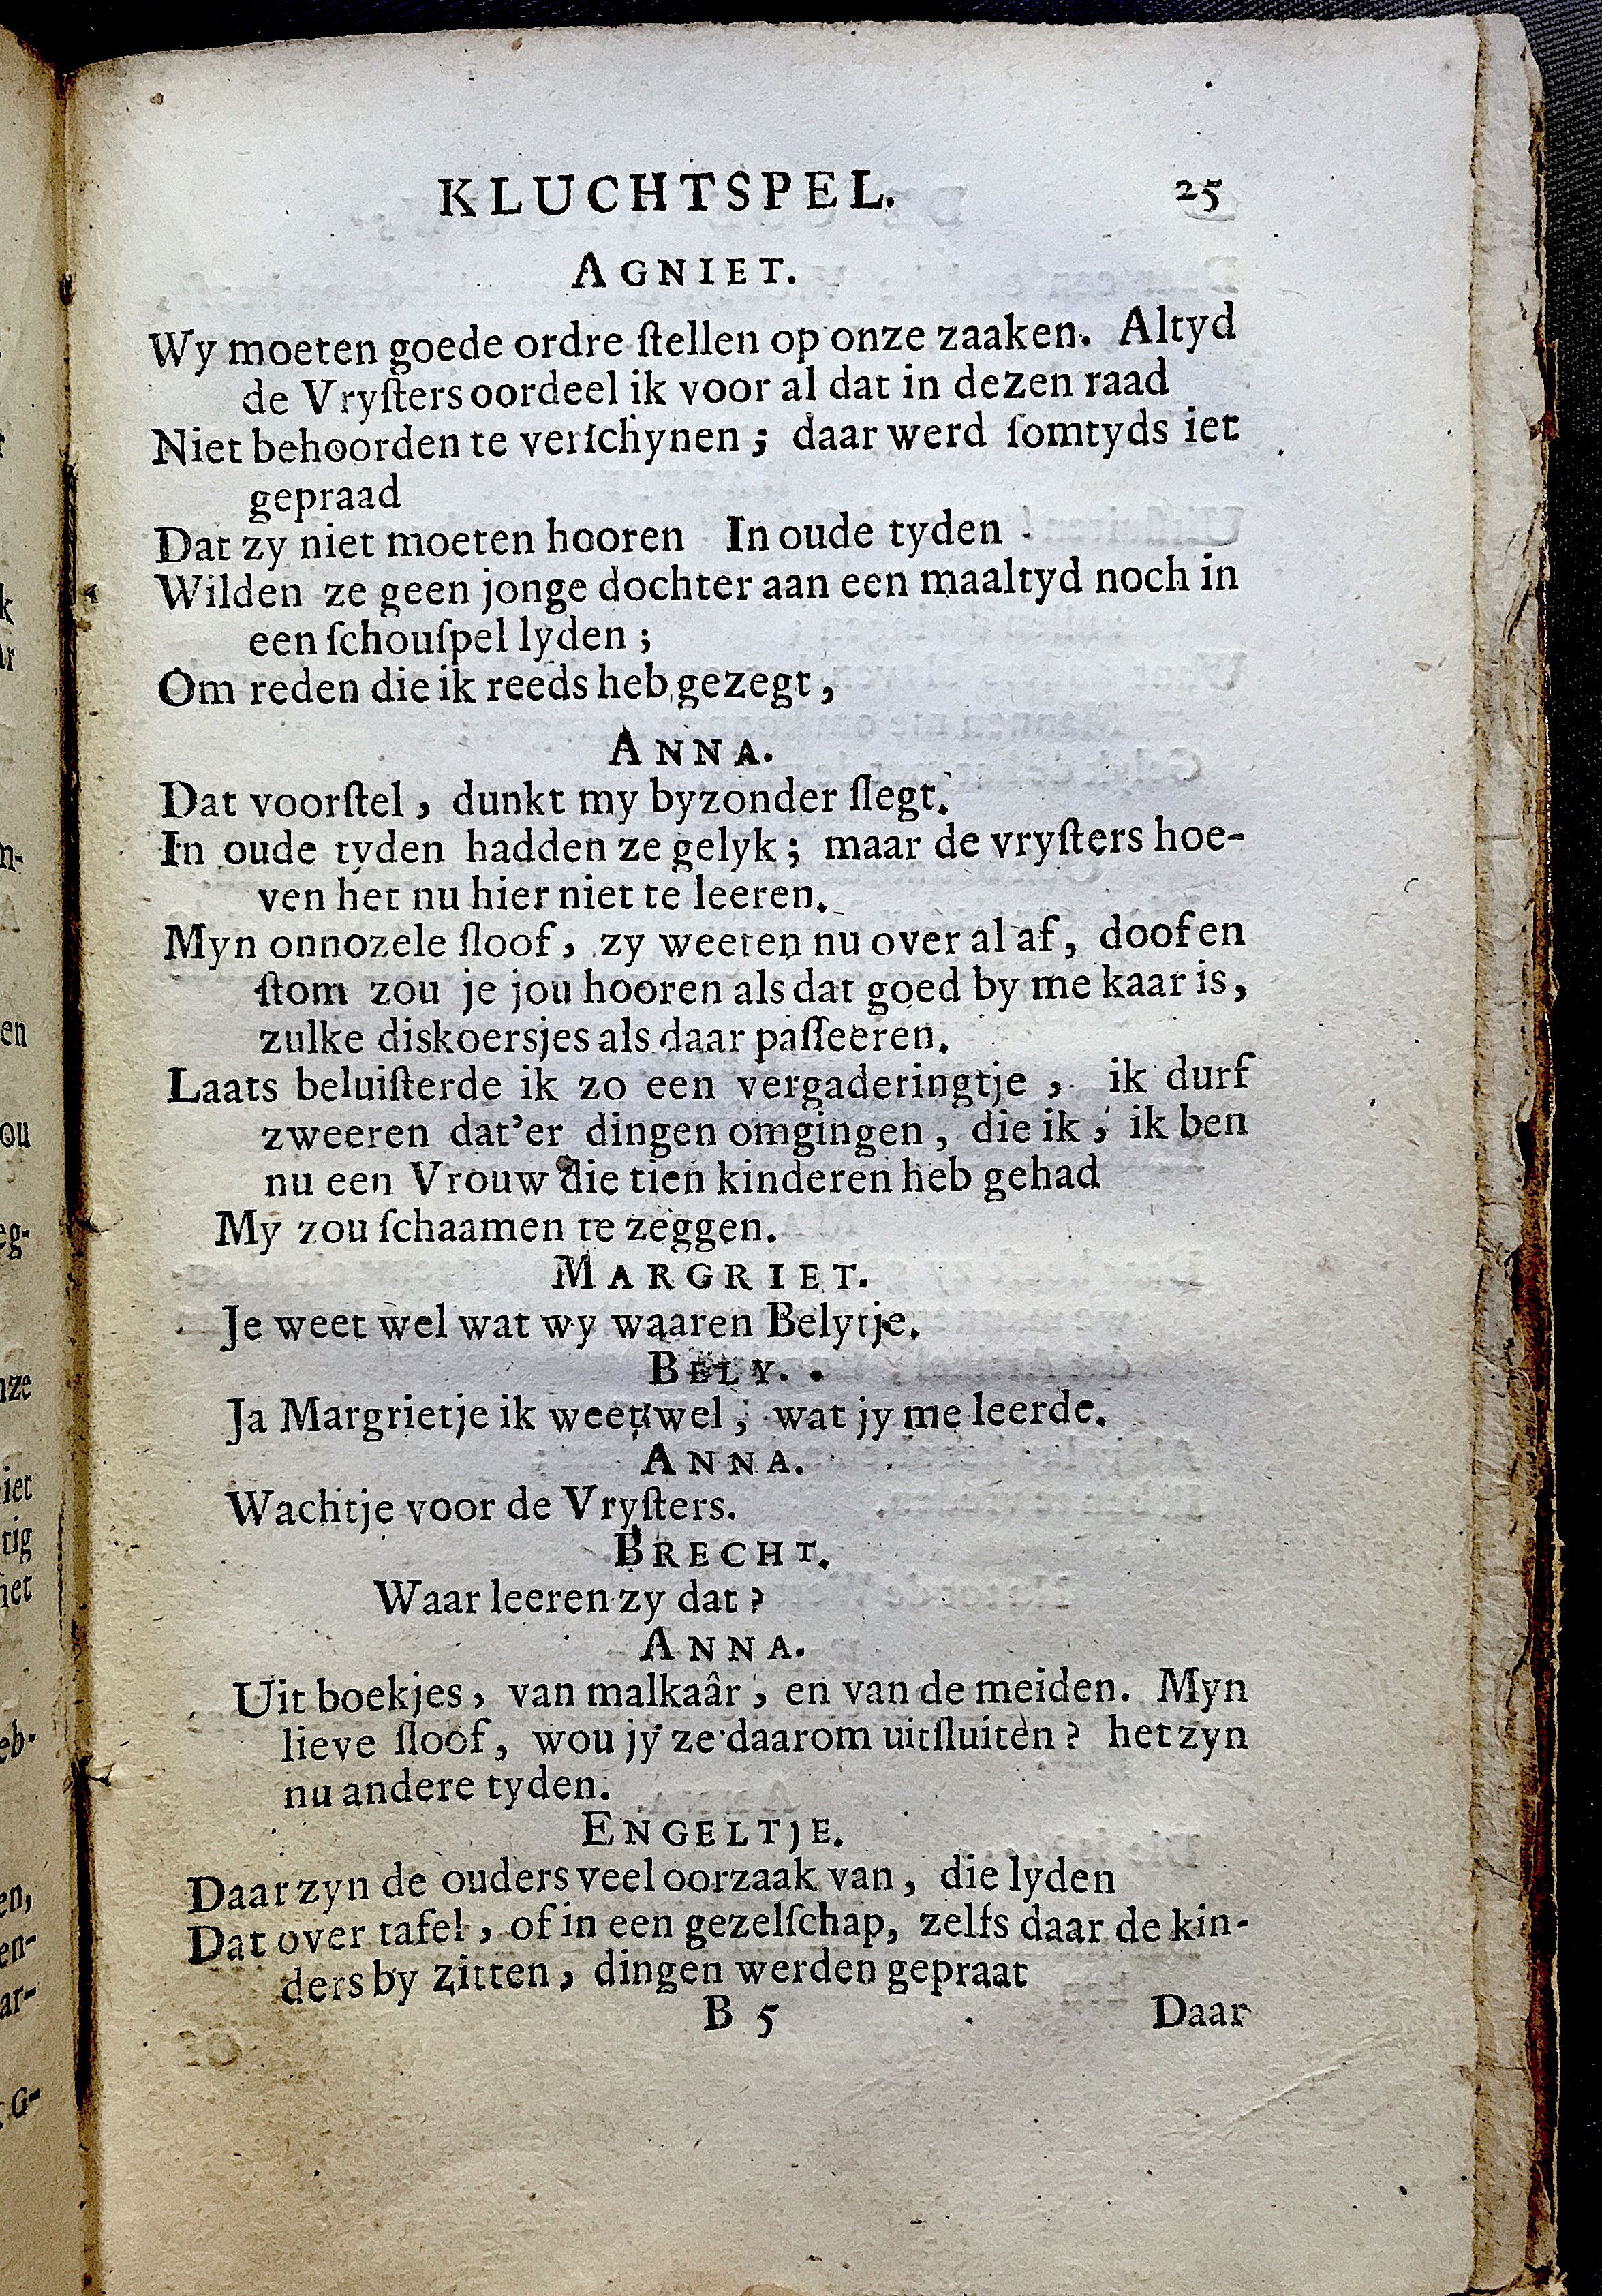 KLUCHTSPEL. 25
AGNIET.
Wy moeten goede ordre ſtellen op onze zaaken. Altyd
de Vryſters oordeel ik voor al dat in dezen raad
Niet behoorden te verſchynen; daar werd ſomtyds iet
gepraad
Dat zy niet moeten hooren In oude tyden
Wilden ze geen jonge dochter aan een maaltyd noch in
een ſchouſpel lyden;
Om reden die ik reeds heb gezegt,
ANNA.
Dat voorſtel, dunkt my byzonder ſlegt.
In oude tyden hadden ze gelyk; maar de vryſters hoe-
ven het nu hier niet te leeren.
Myn onnozele ſloof, zy weeten nu over al af, doof en
ſtom zou je jou hooren als dat goed by me kaar is,
zulke diskoersjes als daar paſſeeren.
Laats beluiſterde ik zo een vergaderingtje, ik durf
zweeren dat'er dingen omgingen, die ik, ik ben
nu een Vrouw die tien kinderen heb gehad
My zou ſchaamen te zeggen.
MARGRIET.
Je weet wel wat wy waaren Belytje.
BELY.
Ja Margrietje ik weet wel, wat jy me leerde.
ANNA.
Wachtje voor de Vryſters.
BRECHT.
Waar leeren zy dat?
ANNA.
Uit boekjes, van malkaâr, en van de meiden. Myn
lieve ſloof, wou jy ze daarom uitſluiten? het zyn
nu andere tyden.
ENGELTJE.
Daar zyn de ouders veel oorzaak van, die lyden
Dat over tafel, of in een gezelſchap, zelfs daar de kin-
ders by zitten, dingen werden gepraat
B 5 Daar